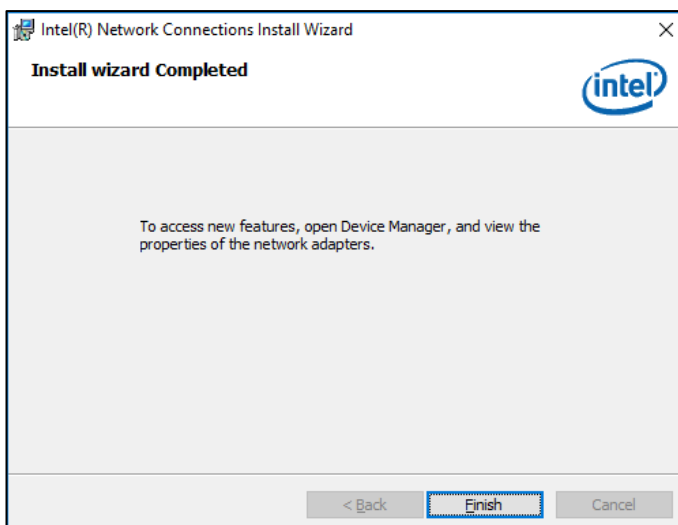 Intel(R) Network Connections Install Wizard
Install wizard Completed
intel
To access new features, open Device Manager, and view the
properties of the network adapters.
< Back
Finish
Cancel